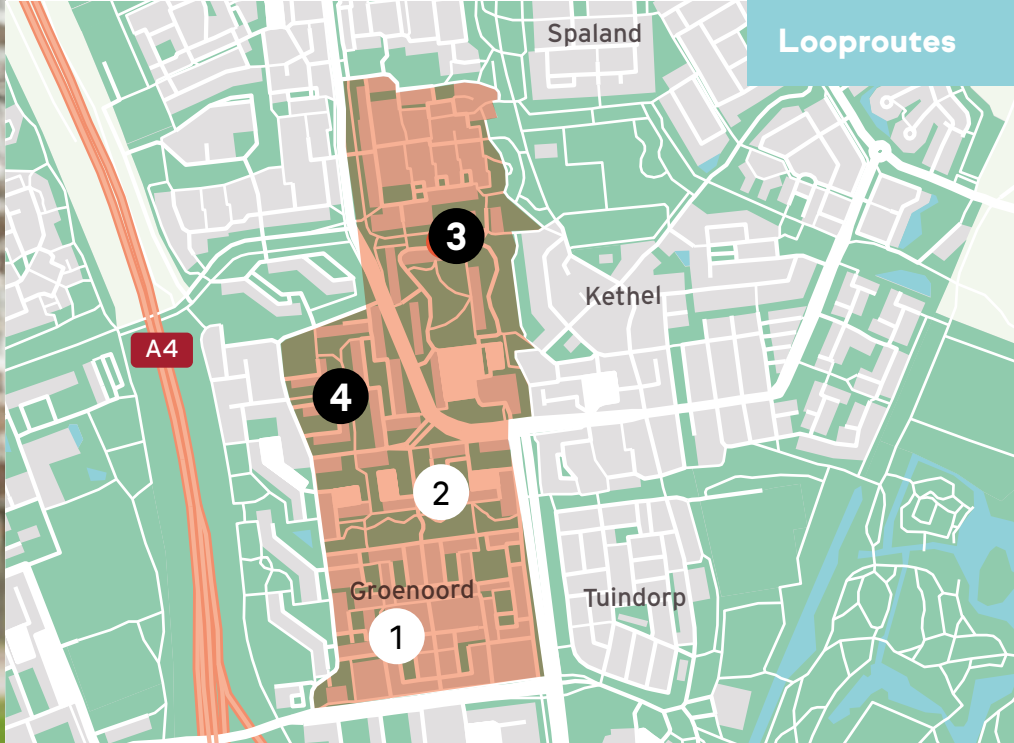 Spaland
Looproutes
3
Kethel
A4
4
2
Groenoord
Tuindorp
1